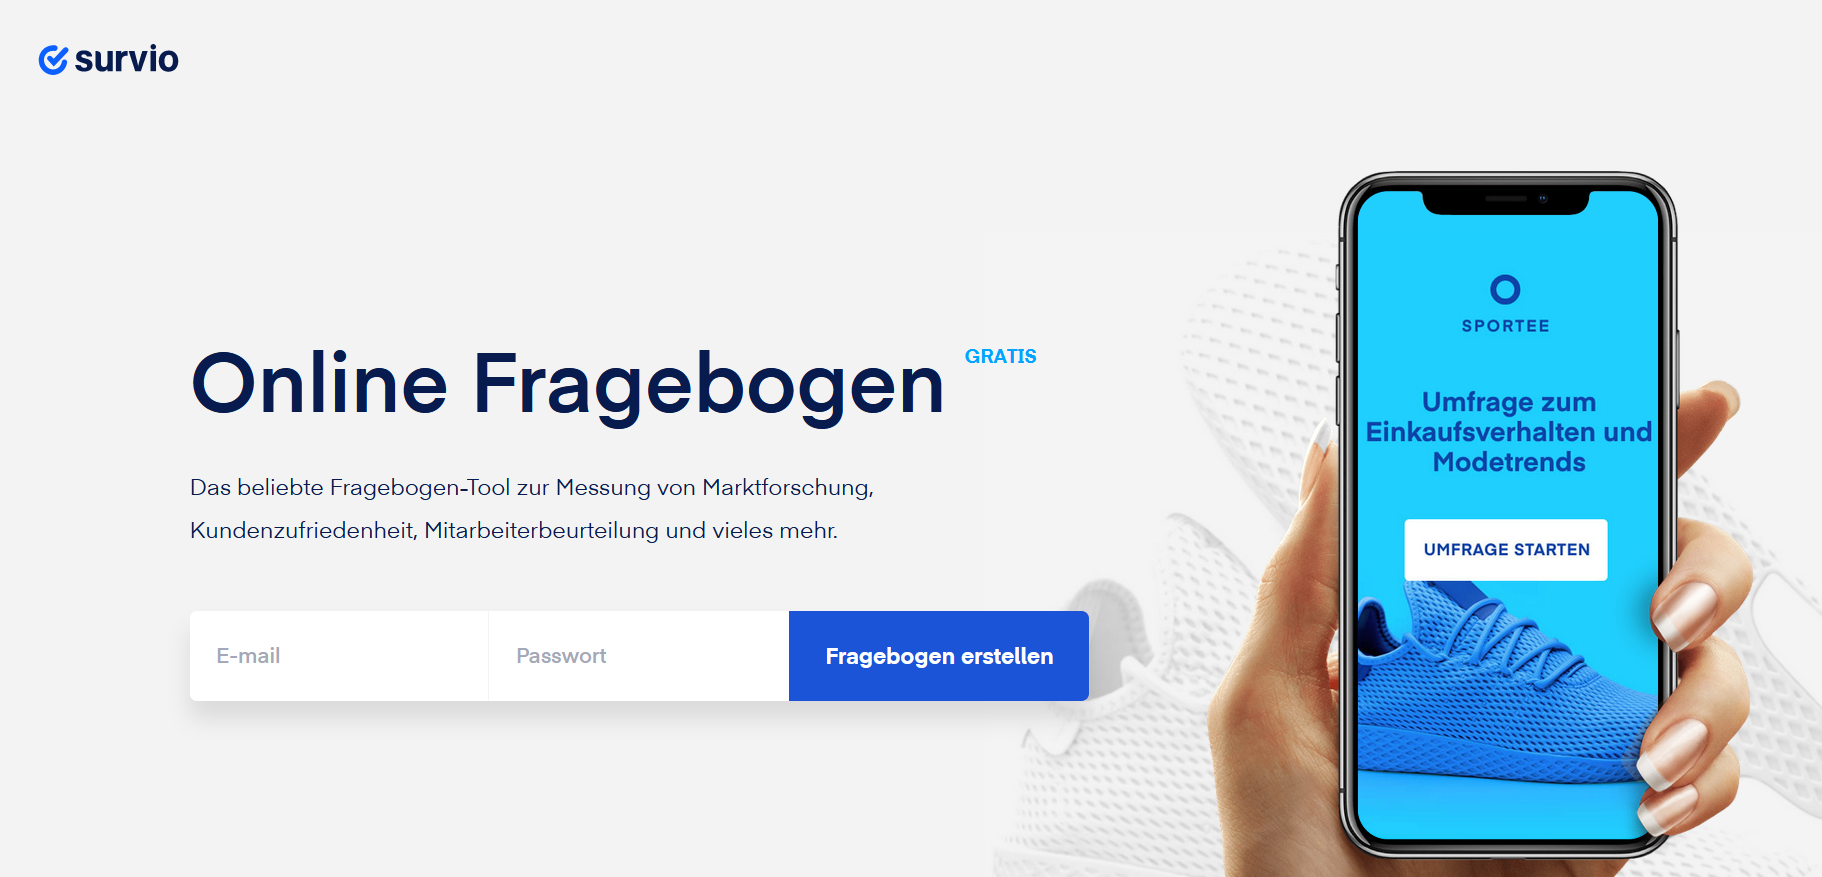 survio
Online Fragebogen GRATIS
Das beliebte Fragebogen-Tool zur Messung von Marktforschung,
Kundenzufriedenheit, Mitarbeiterbeurteilung und vieles mehr.
E-mail Passwort Fragebogen erstellen
SPORTEE
Umfrage zum
Einkaufsverhalten und
Modetrends
UMFRAGE STARTEN